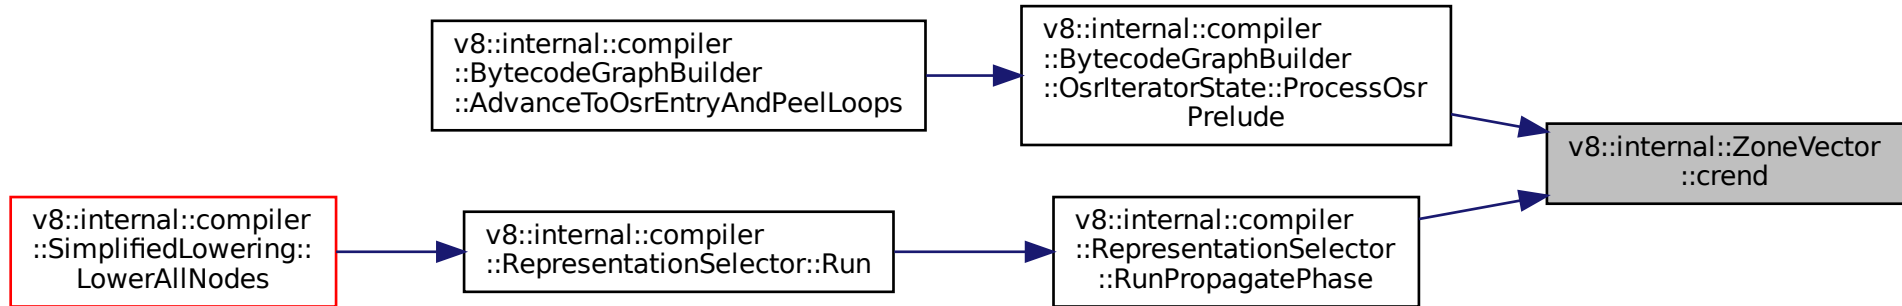 v8::internal::compiler
::BytecodeGraphBuilder
::AdvanceToOsrEntryAndPeelLoops
v8::internal::compiler
::BytecodeGraphBuilder
::OsrIteratorState::ProcessOsr
Prelude
v8::internal::ZoneVector
::crend
v8::internal::compiler
::SimplifiedLowering::
LowerAllNodes
v8::internal::compiler
::RepresentationSelector::Run
v8::internal::compiler
::RepresentationSelector
::RunPropagatePhase